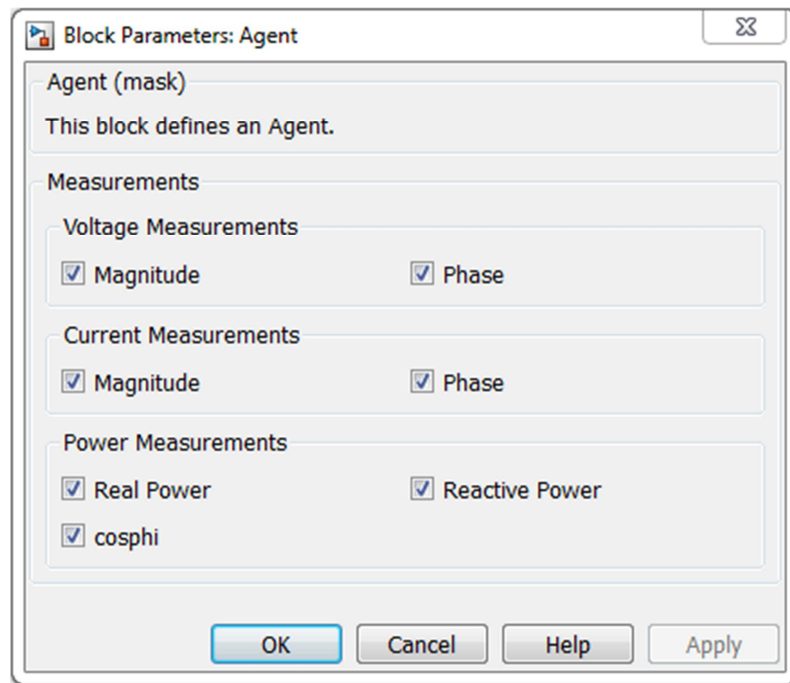 Block Parameters: Agent
Agent (mask)
This block defines an Agent.
Measurements
Voltage Measurements
Magnitude Phase
Current Measurements
Magnitude Phase
Power Measurements
Real Power Reactive Power
cosphi
OK Cancel Help Apply